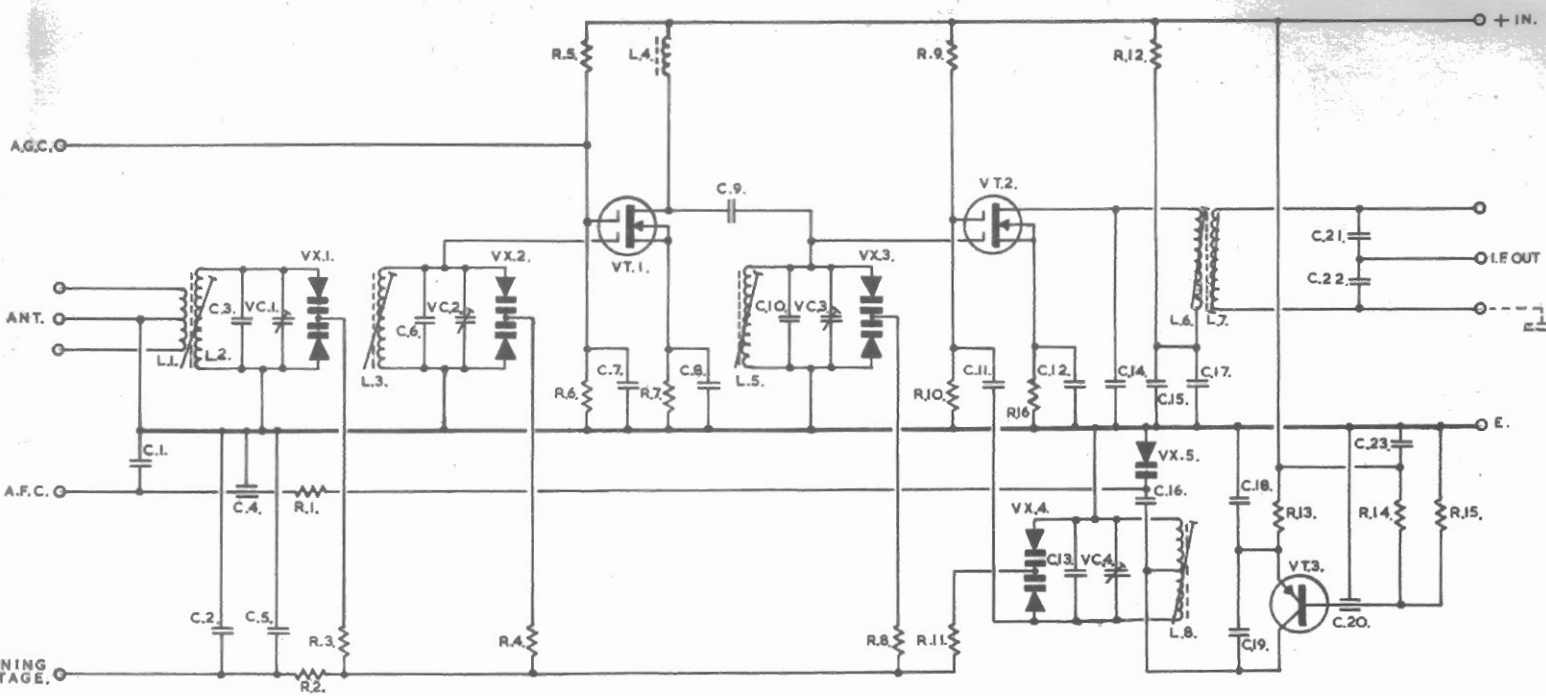 + IN.
R.5.
L.4.
R.9.
R.12.
A.G.C.
C.9.
VT.2.
VT.1.
C.21.
I.F. OUT
C.22.
VX.1.
VX.2.
VX.3.
ANT.
C.3.
VC.1.
C.6.
VC.2.
C.10.
VC.3.
L.6.
L.7.
E
L.1.
L.2.
L.3.
L.5.
R.6.
C.7.
R.7.
C.8.
R.10.
C.11.
C.12.
R.16
C.14.
C.15.
C.17.
E.
C.1.
VX.5.
C.23.
A.F.C.
C.4.
R.1.
C.16.
C.18.
R.13.
R.14.
R.15.
VX.4.
C.13.
VC.4.
VT.3.
C.2.
C.5.
R.3.
R.4.
R.8.
R.11.
L.8.
C.19.
C.20.
NING
TAGE.
R.2.